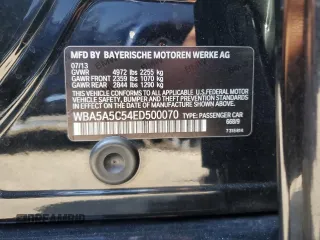 MFD BY BAYERISCHE MOTOREN WERKE AG
07/13
GVWR 4972 lbs 2255 kg
GAWR FRONT 2359 lbs 1070 kg
GAWR REAR 2844 lbs 1290 kg
THIS VEHICLE CONFORMS TO ALL APPLICABLE
U.S. FEDERAL MOTOR VEHICLE SAFETY,
BUMPER AND THEFT PREVENTION STANDARDS
IN EFFECT ON THE DATE OF MANUFACTURE
SHOWN ABOVE.
WBA5A5C54ED500070 TYPE: PASSENGER CAR
668/9